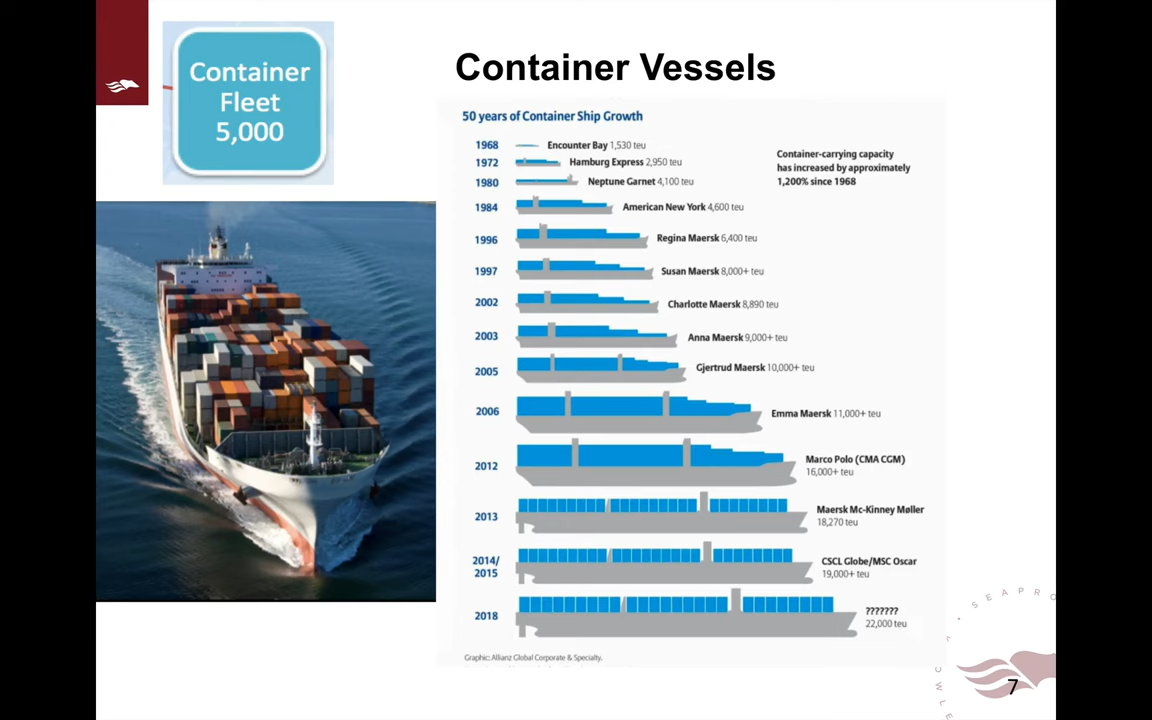 Container
Fleet
5,000
Container Vessels
50 years of Container Ship Growth
Container-carrying capacity
has increased by approximately
1,200% since 1968
1968 Encounter Bay 1,530 teu
1972 Hamburg Express 2,950 teu
1980 Neptune Garnet 4,100 teu
1984 American New York 4,600 teu
1996 Regina Maersk 6,400 teu
1997 Susan Maersk 8,000+ teu
2002 Charlotte Maersk 8,890 teu
2003 Anna Maersk 9,000+ teu
2005 Gjertrud Maersk 10,000+ teu
2006 Emma Maersk 11,000+ teu
2012 Marco Polo (CMA CGM)
16,000+ teu
2013 Maersk Mc-Kinney Møller
18,270 teu
2014/
2015 CSCL Globe/MSC Oscar
19,000+ teu
2018 ???????
22,000 teu
Graphic: Allianz Global Corporate & Specialty.
SEAPRO
OWLE
7